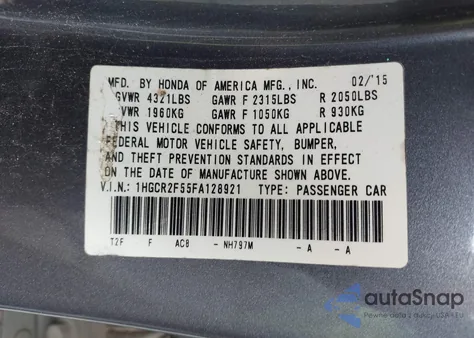 MFD. BY HONDA OF AMERICA MFG., INC. 02/'15
GVWR 4321LBS GAWR F 2315LBS R 2050LBS
VWR 1960KG GAWR F 1050KG R 930KG
THIS VEHICLE CONFORMS TO ALL APPLICABLE
FEDERAL MOTOR VEHICLE SAFETY, BUMPER,
AND THEFT PREVENTION STANDARDS IN EFFECT
ON THE DATE OF MANUFACTURE SHOWN ABOVE.
V.I.N.: 1HGCR2F55FA128921 TYPE: PASSENGER CAR
T2F F AC8 - NH797M - A - A
autoSnap